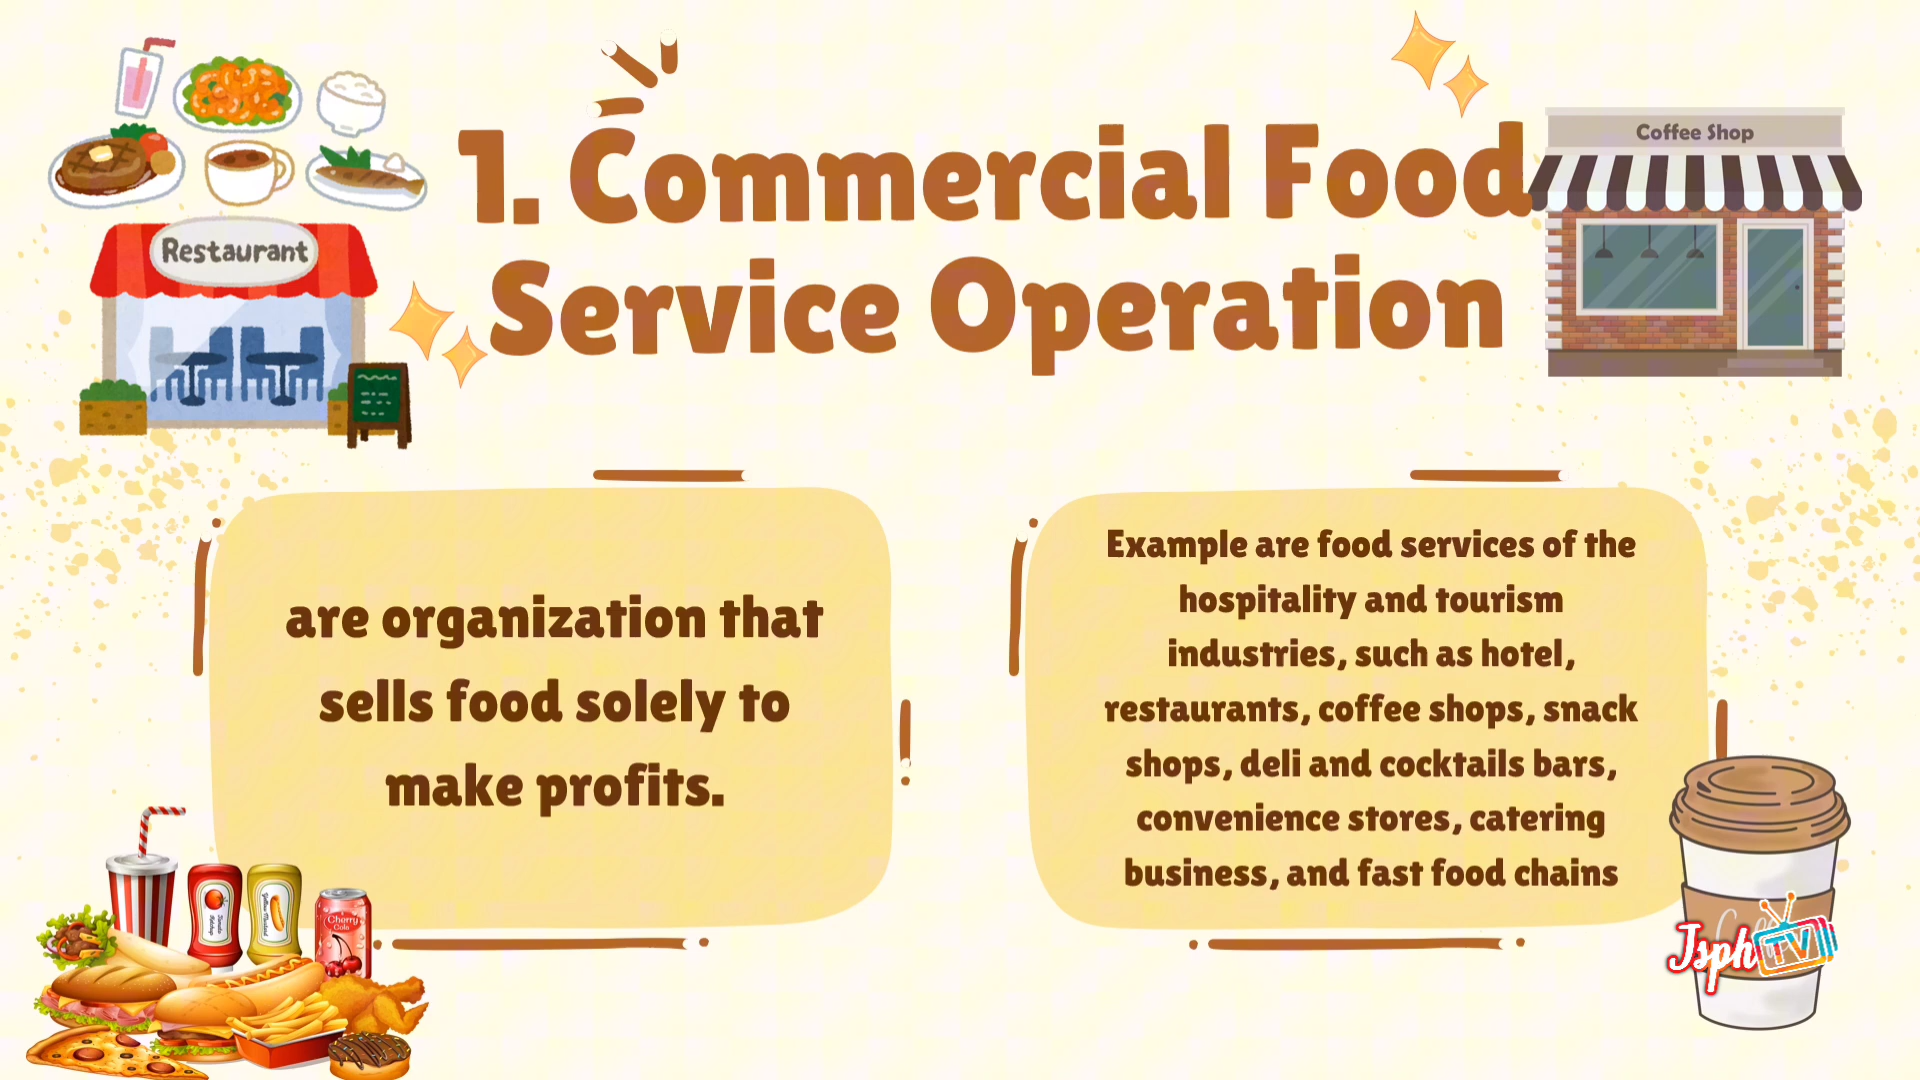 1. Commercial Food
Service Operation
Restaurant
Coffee Shop
are organization that
sells food solely to
make profits.
Example are food services of the
hospitality and tourism
industries, such as hotel,
restaurants, coffee shops, snack
shops, deli and cocktails bars,
convenience stores, catering
business, and fast food chains
Cherry
Cola
Jsph TV